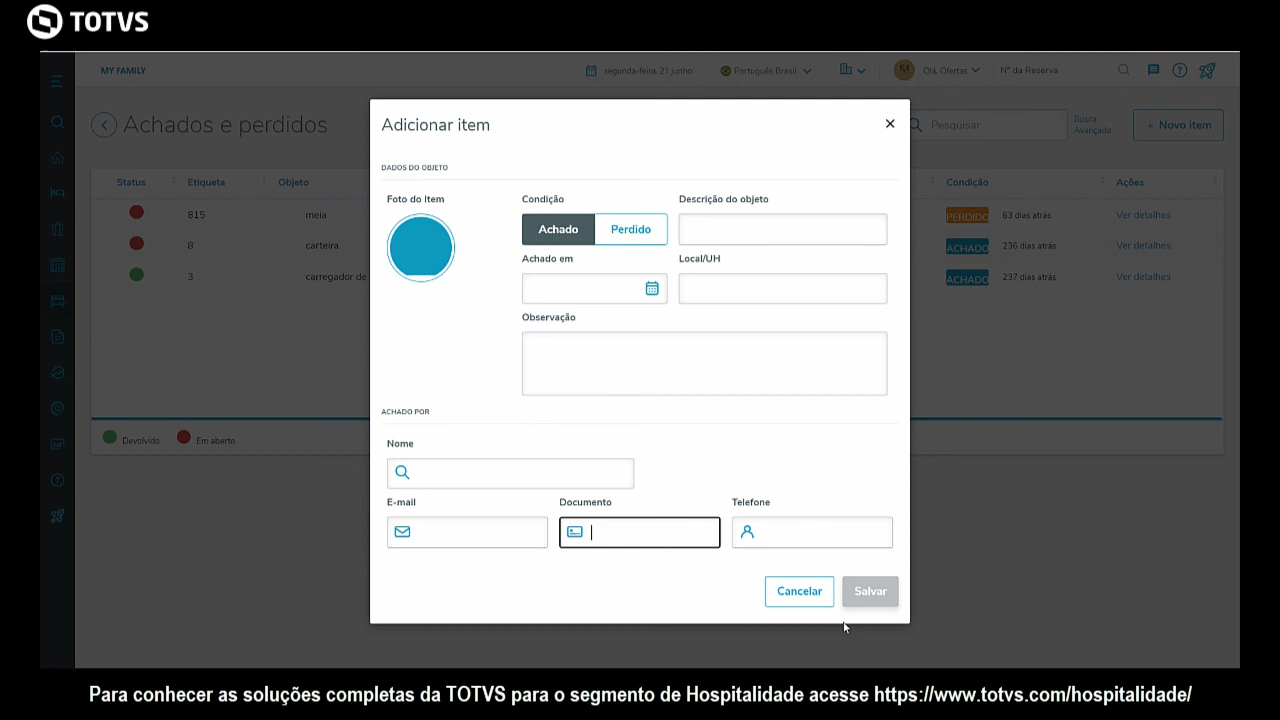 TOTVS
MY FAMILY
segunda-feira, 21 junho
Português Brasil
Olá, Ofertas
Nº da Reserva
Achados e perdidos
Pesquisar
Busca
Avançada
+ Novo item
Status
Etiqueta
Objeto
Condição
Ações
815
meia
PERDIDO
63 dias atrás
Ver detalhes
8
carteira
ACHADO
236 dias atrás
Ver detalhes
3
carregador de
ACHADO
237 dias atrás
Ver detalhes
Devolvido
Em aberto
Adicionar item
DADOS DO OBJETO
Foto do Item
Condição
Descrição do objeto
Achado
Perdido
Achado em
Local/UH
Observação
ACHADO POR
Nome
E-mail
Documento
Telefone
Cancelar
Salvar
Para conhecer as soluções completas da TOTVS para o segmento de Hospitalidade acesse https://www.totvs.com/hospitalidade/